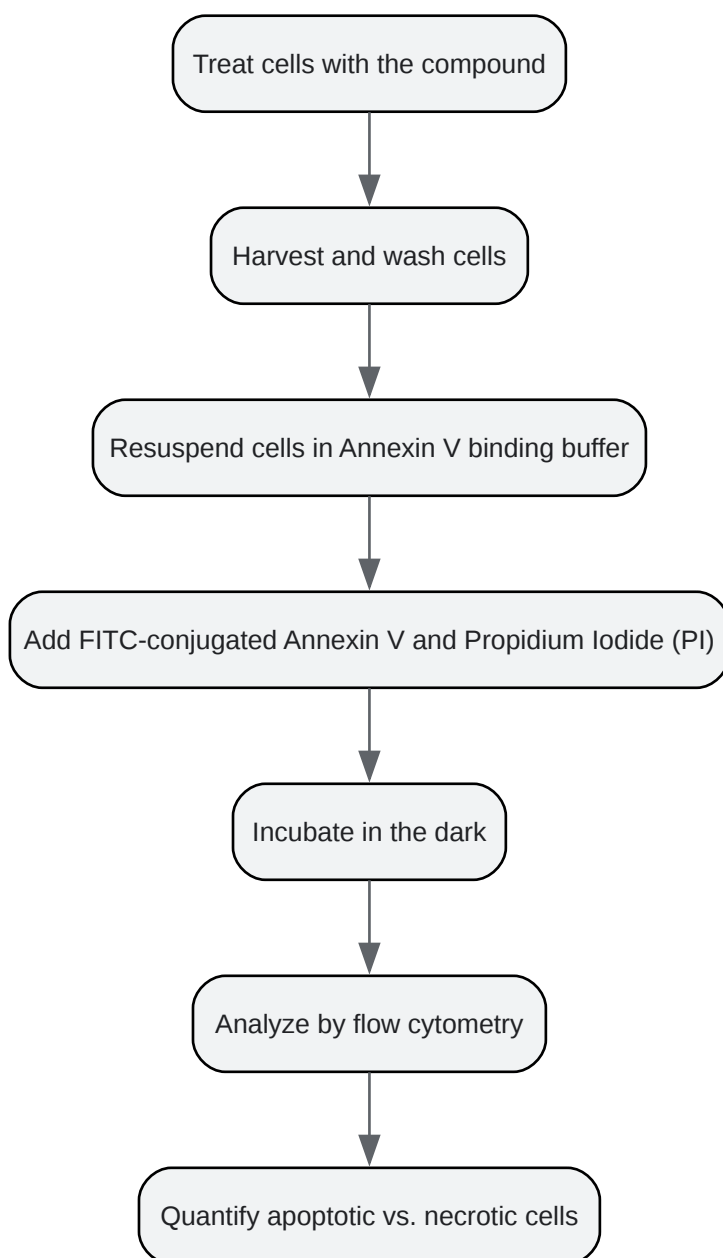 Treat cells with the compound
Harvest and wash cells
Resuspend cells in Annexin V binding buffer
Add FITC-conjugated Annexin V and Propidium Iodide (PI)
Incubate in the dark
Analyze by flow cytometry
Quantify apoptotic vs. necrotic cells